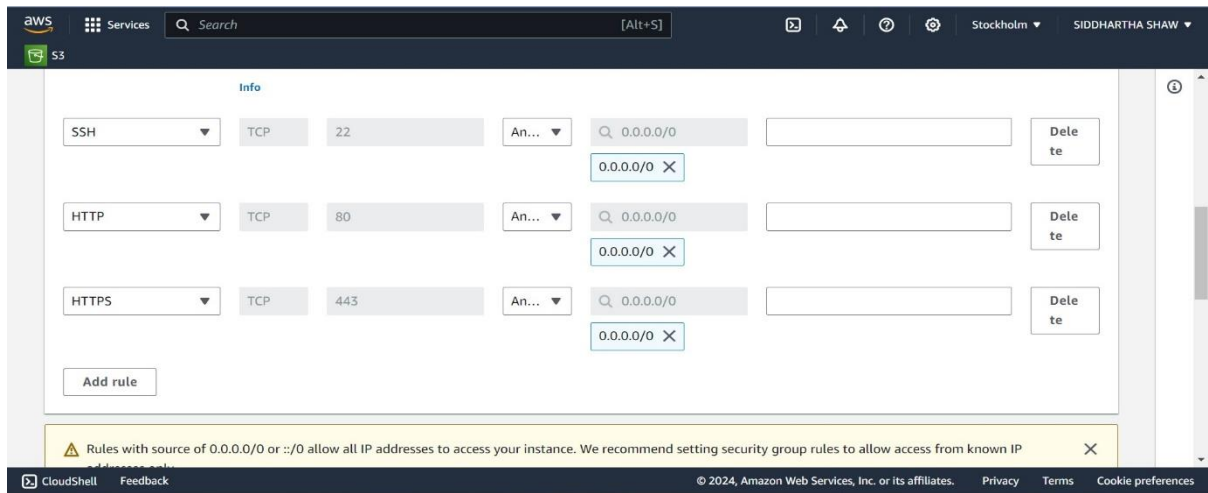 aws Services Search [Alt+S] Stockholm SIDDHARTHA SHAW
S3
Info
SSH TCP 22 An... 0.0.0.0/0 Dele
te
0.0.0.0/0
HTTP TCP 80 An... 0.0.0.0/0 Dele
te
0.0.0.0/0
HTTPS TCP 443 An... 0.0.0.0/0 Dele
te
0.0.0.0/0
Add rule
Rules with source of 0.0.0.0/0 or ::/0 allow all IP addresses to access your instance. We recommend setting security group rules to allow access from known IP
addresses only.
CloudShell Feedback © 2024, Amazon Web Services, Inc. or its affiliates. Privacy Terms Cookie preferences